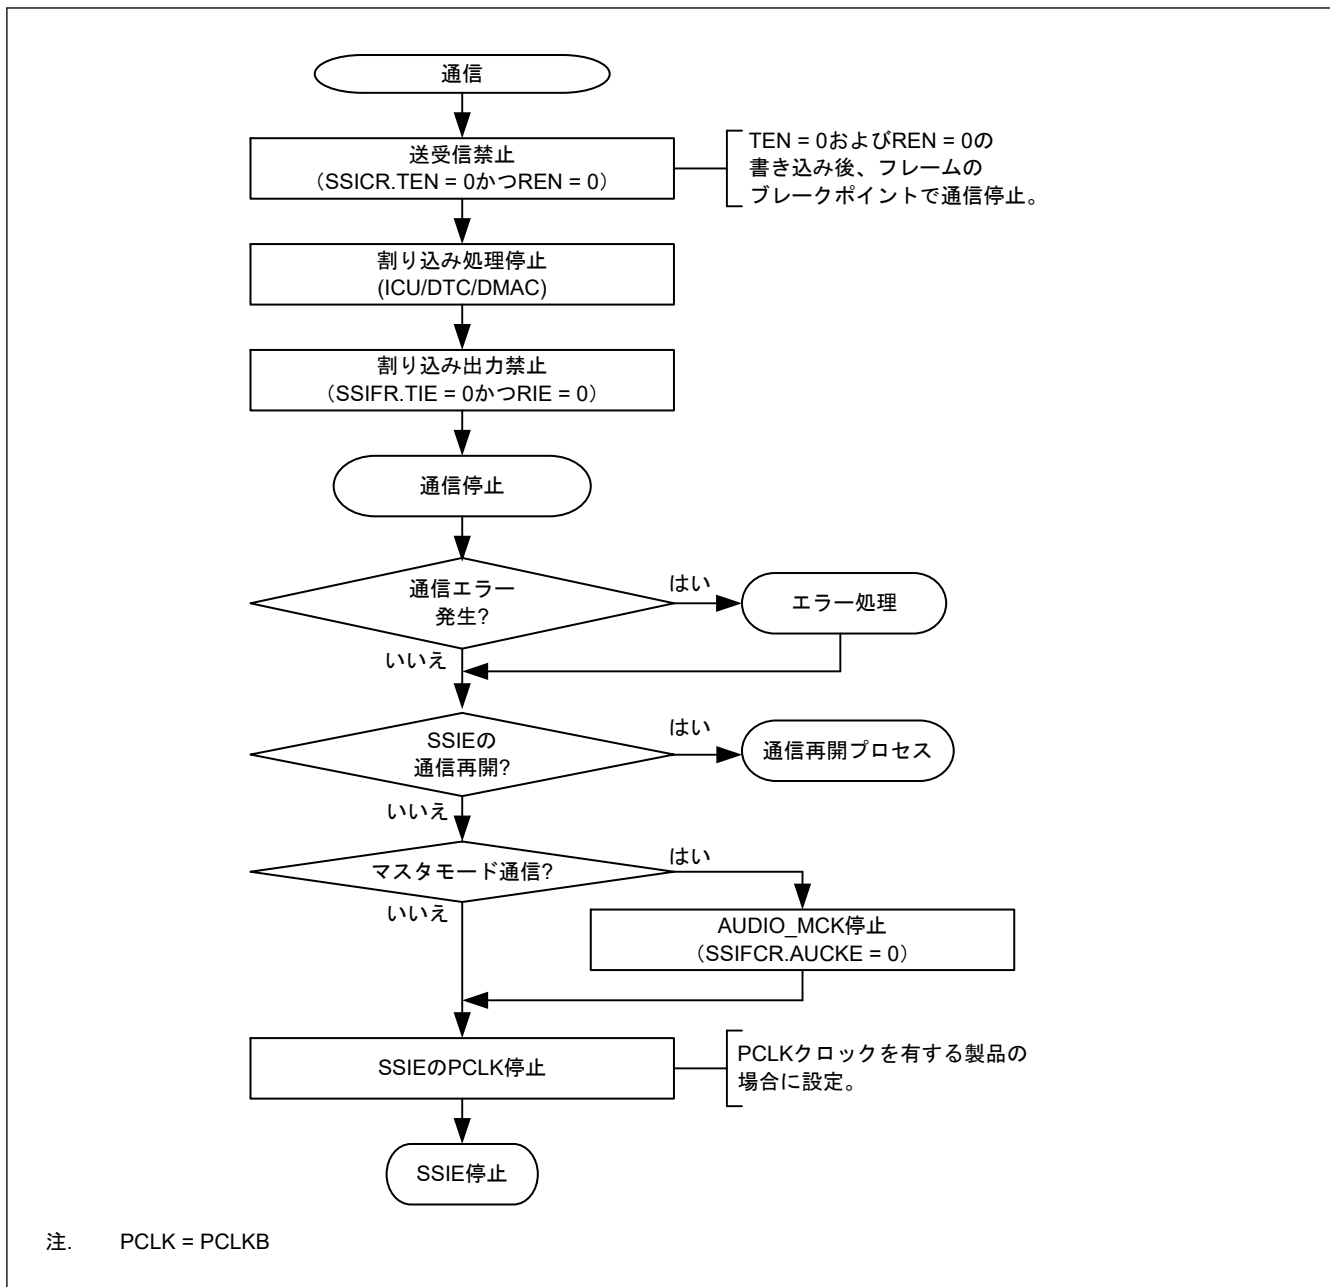 通信
送受信禁止
（SSICR.TEN = 0かつREN = 0）
TEN = 0およびREN = 0の
書き込み後、フレームの
ブレークポイントで通信停止。
割り込み処理停止
(ICU/DTC/DMAC)
割り込み出力禁止
（SSIFR.TIE = 0かつRIE = 0）
通信停止
通信エラー
発生?
はい
エラー処理
いいえ
SSIEの
通信再開?
はい
通信再開プロセス
いいえ
マスタモード通信?
はい
いいえ
AUDIO_MCK停止
（SSIFCR.AUCKE = 0）
SSIEのPCLK停止
PCLKクロックを有する製品の
場合に設定。
SSIE停止
注. PCLK = PCLKB